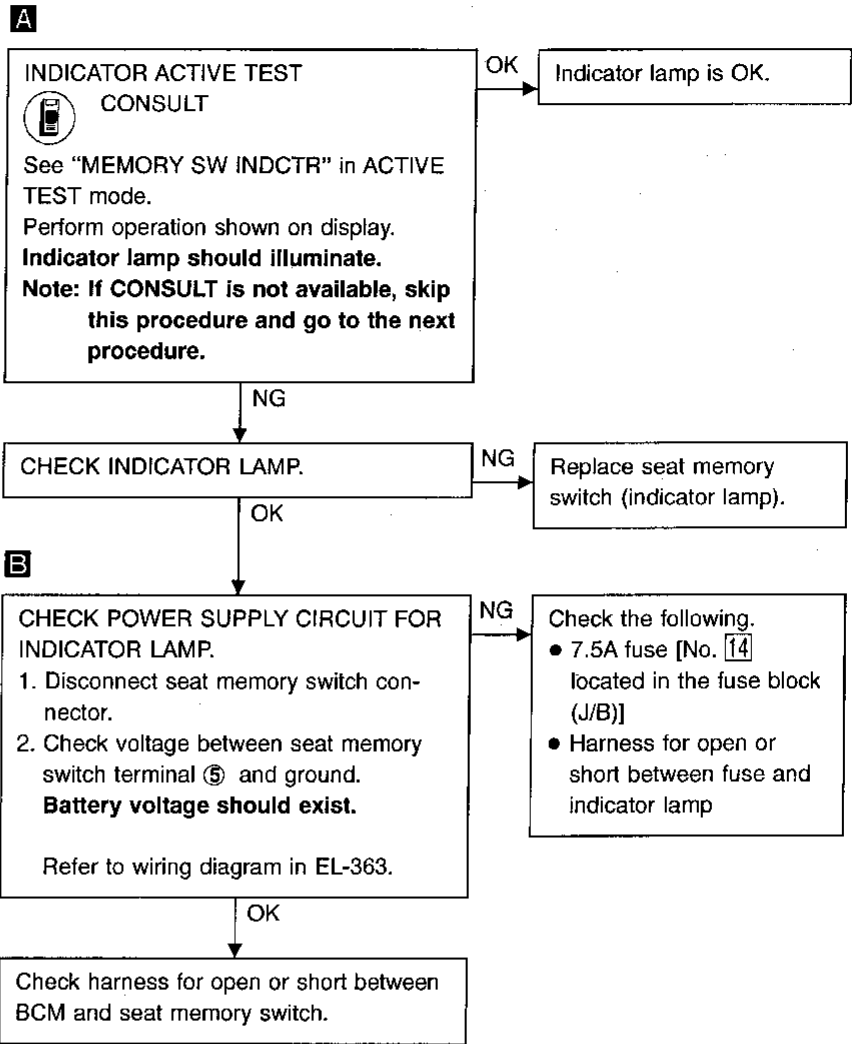 A
INDICATOR ACTIVE TEST
CONSULT
See “MEMORY SW INDCTR” in ACTIVE
TEST mode.
Perform operation shown on display.
Indicator lamp should illuminate.
Note: If CONSULT is not available, skip
this procedure and go to the next
procedure.
OK
Indicator lamp is OK.
NG
CHECK INDICATOR LAMP.
NG
Replace seat memory
switch (indicator lamp).
OK
B
CHECK POWER SUPPLY CIRCUIT FOR
INDICATOR LAMP.
1. Disconnect seat memory switch con-
nector.
2. Check voltage between seat memory
switch terminal ⑤ and ground.
Battery voltage should exist.
Refer to wiring diagram in EL-363.
NG
Check the following.
● 7.5A fuse [No. 14
located in the fuse block
(J/B)]
● Harness for open or
short between fuse and
indicator lamp
OK
Check harness for open or short between
BCM and seat memory switch.